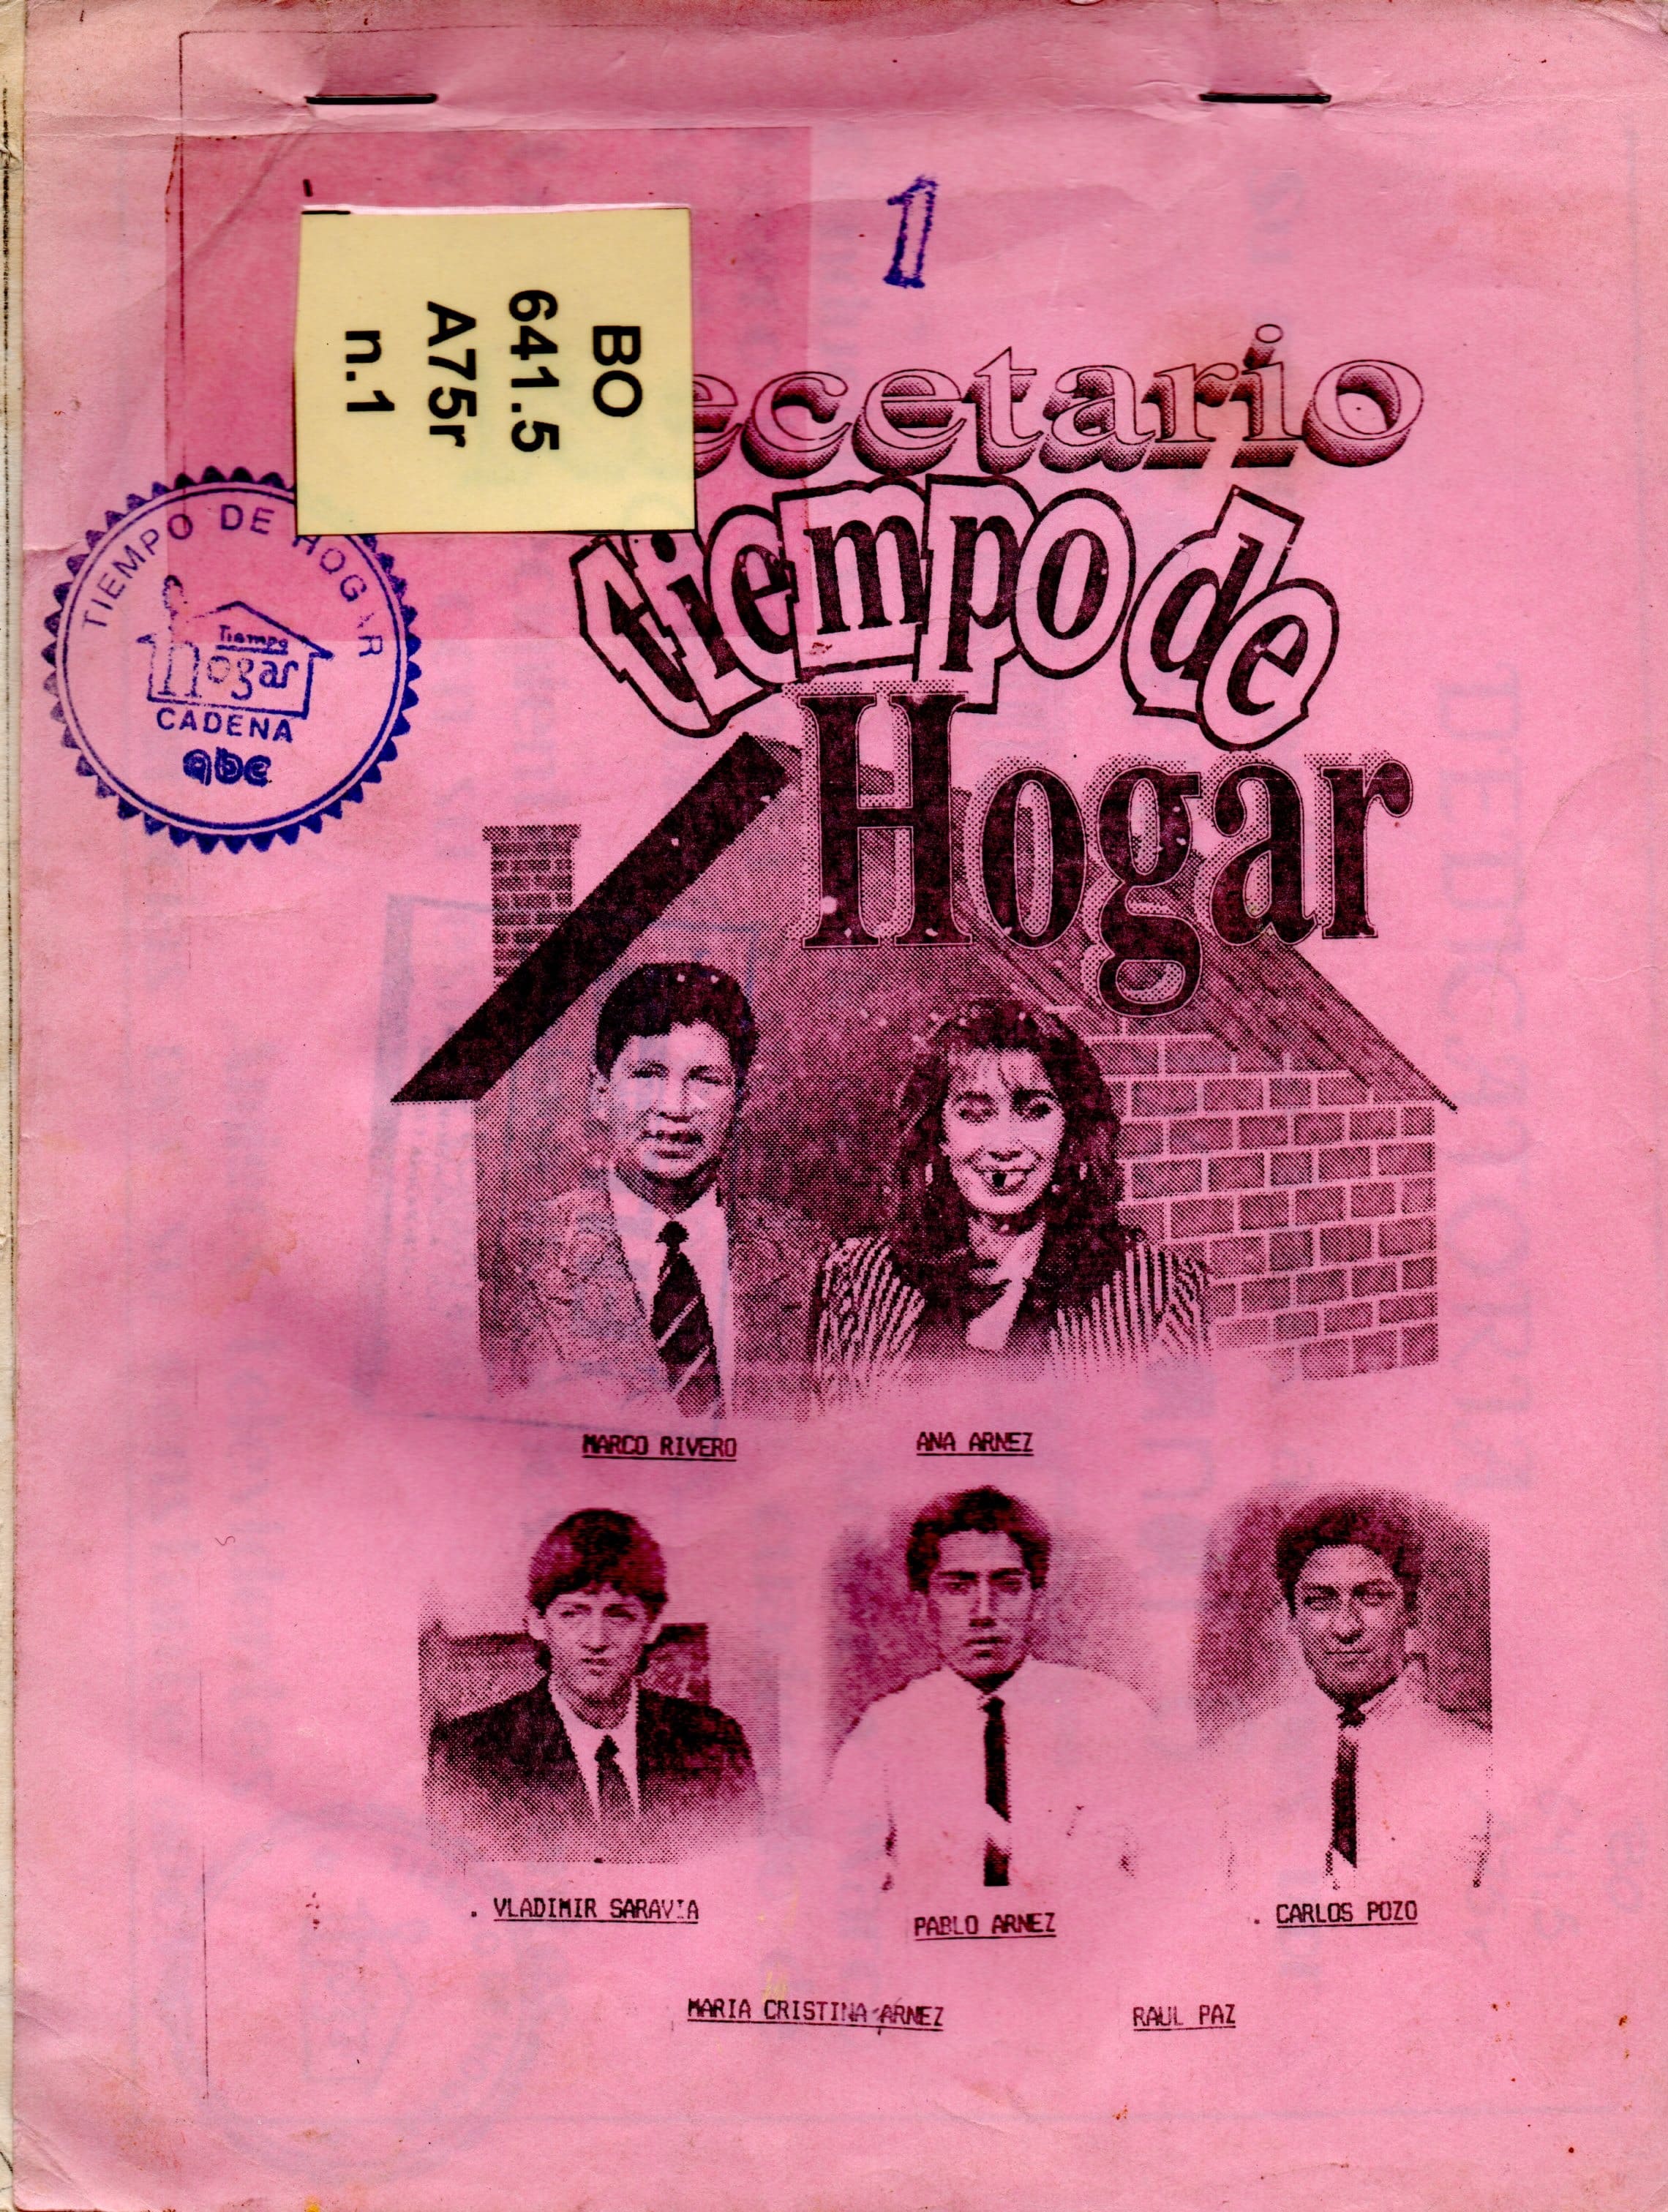 1
BO
641.5
A75r
n.1
ecetario
tiempo de
Hogar
TIEMPO DE HOGAR
Tiempo
hogar
CADENA
abc
MARCO RIVERO
ANA ARNEZ
. VLADIMIR SARAVIA
PABLO ARNEZ
. CARLOS POZO
MARIA CRISTINA ARNEZ
RAUL PAZ